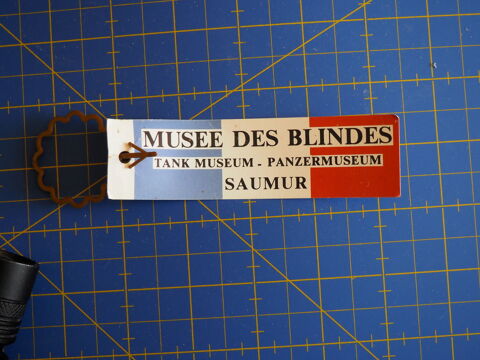 MUSEE DES BLINDES
TANK MUSEUM - PANZERMUSEUM
SAUMUR